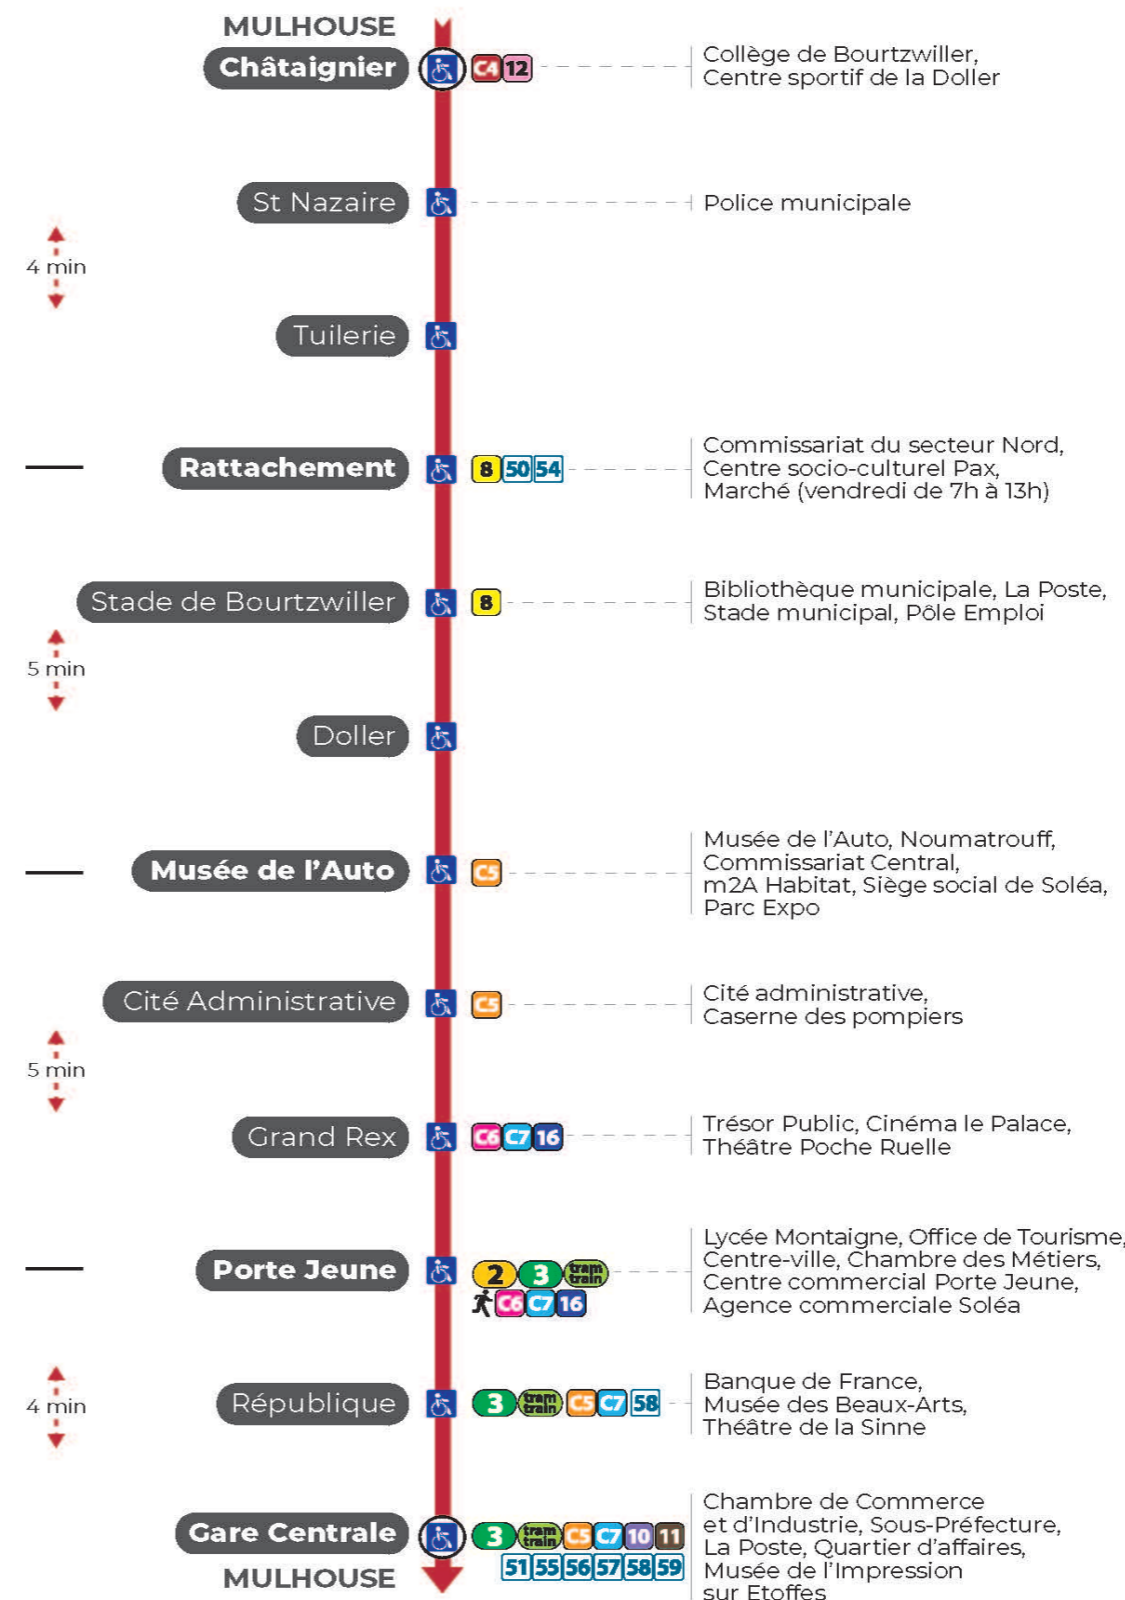 MULHOUSE
Châtaignier
C4 12
Collège de Bourtzwiller,
Centre sportif de la Doller
St Nazaire
Police municipale
4 min
Tuilerie
Rattachement
8 50 54
Commissariat du secteur Nord,
Centre socio-culturel Pax,
Marché (vendredi de 7h à 13h)
Stade de Bourtzwiller
8
Bibliothèque municipale, La Poste,
Stade municipal, Pôle Emploi
5 min
Doller
Musée de l'Auto
C5
Musée de l'Auto, Noumatrouff,
Commissariat Central,
m2A Habitat, Siège social de Soléa,
Parc Expo
Cité Administrative
C5
Cité administrative,
Caserne des pompiers
5 min
Grand Rex
C6 C7 16
Trésor Public, Cinéma le Palace,
Théâtre Poche Ruelle
Porte Jeune
2 3 tram train
C6 C7 16
Lycée Montaigne, Office de Tourisme,
Centre-ville, Chambre des Métiers,
Centre commercial Porte Jeune,
Agence commerciale Soléa
4 min
République
3 tram train C5 C7 58
Banque de France,
Musée des Beaux-Arts,
Théâtre de la Sinne
Gare Centrale
3 tram train C5 C7 10 11
51 55 56 57 58 59
Chambre de Commerce
et d'Industrie, Sous-Préfecture,
La Poste, Quartier d'affaires,
Musée de l'Impression
sur Etoffes
MULHOUSE